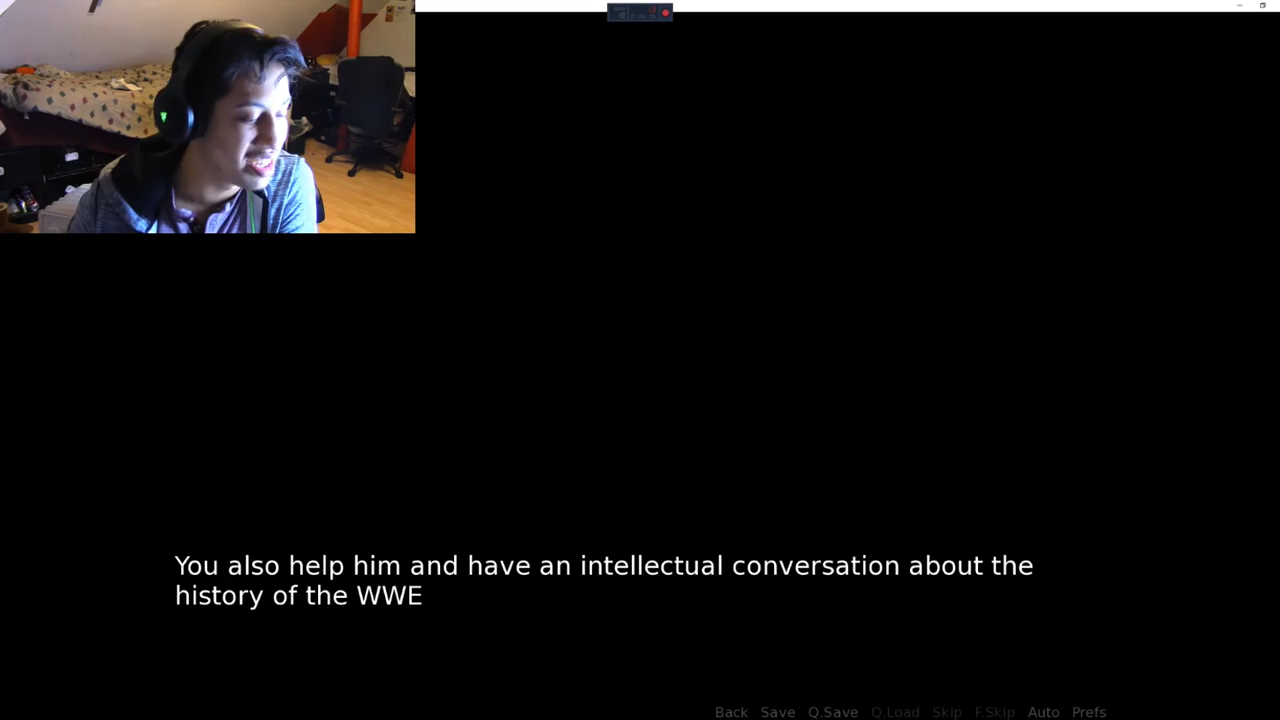 You also help him and have an intellectual conversation about the
history of the WWE
Back Save Q.Save Q.Load Skip F.Skip Auto Prefs